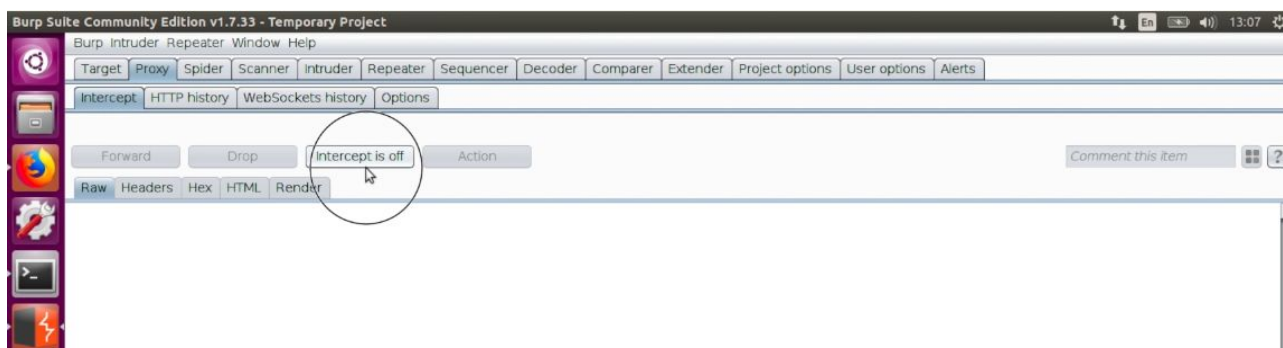 Burp Suite Community Edition v1.7.33 - Temporary Project En 13:07
Burp Intruder Repeater Window Help
Target Proxy Spider Scanner Intruder Repeater Sequencer Decoder Comparer Extender Project options User options Alerts
Intercept HTTP history WebSockets history Options
Forward Drop Intercept is off Action Comment this item ?
Raw Headers Hex HTML Render